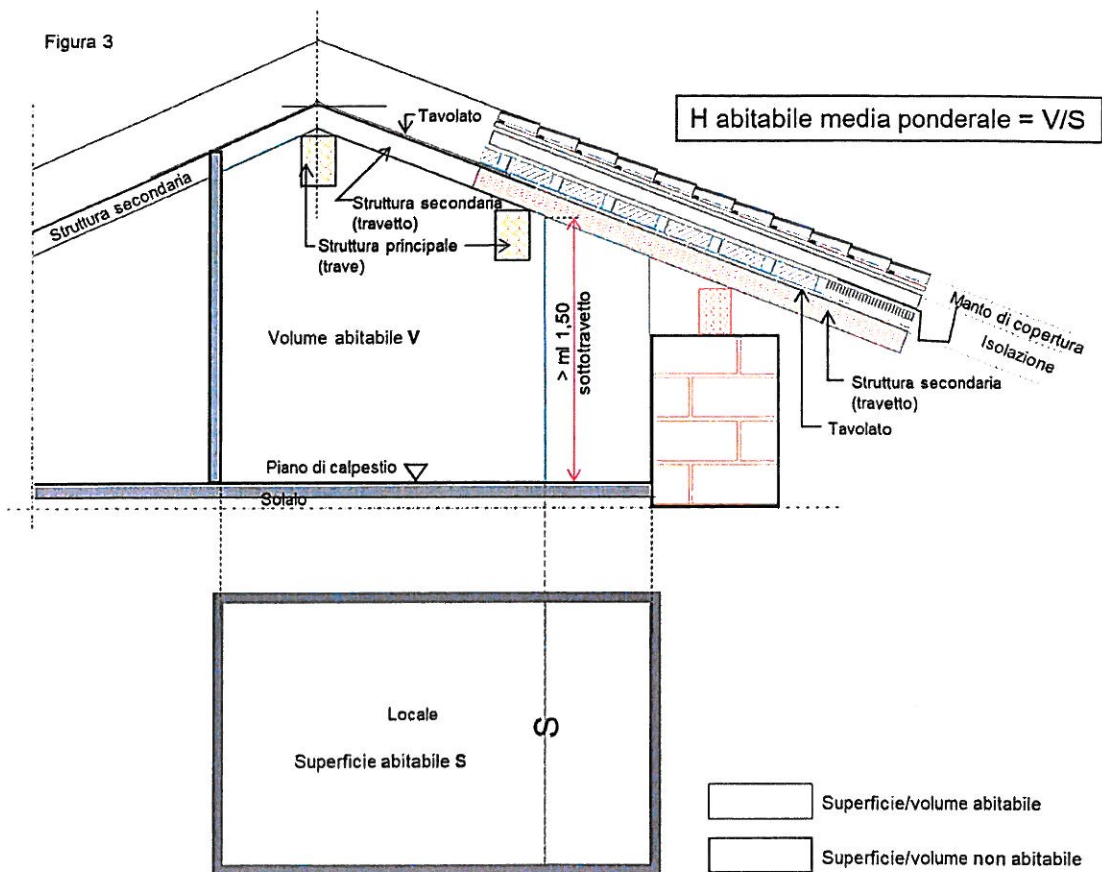 Figura 3
H abitabile media ponderale = V/S
Tavolato
Struttura secondaria
Struttura secondaria
(travetto)
Struttura principale
(trave)
Volume abitabile V
> ml 1,50
sottotravetto
Manto di copertura
Isolazione
Struttura secondaria
(travetto)
Tavolato
Piano di calpestio
Solaio
Locale
S
Superficie abitabile S
Superficie/volume abitabile
Superficie/volume non abitabile